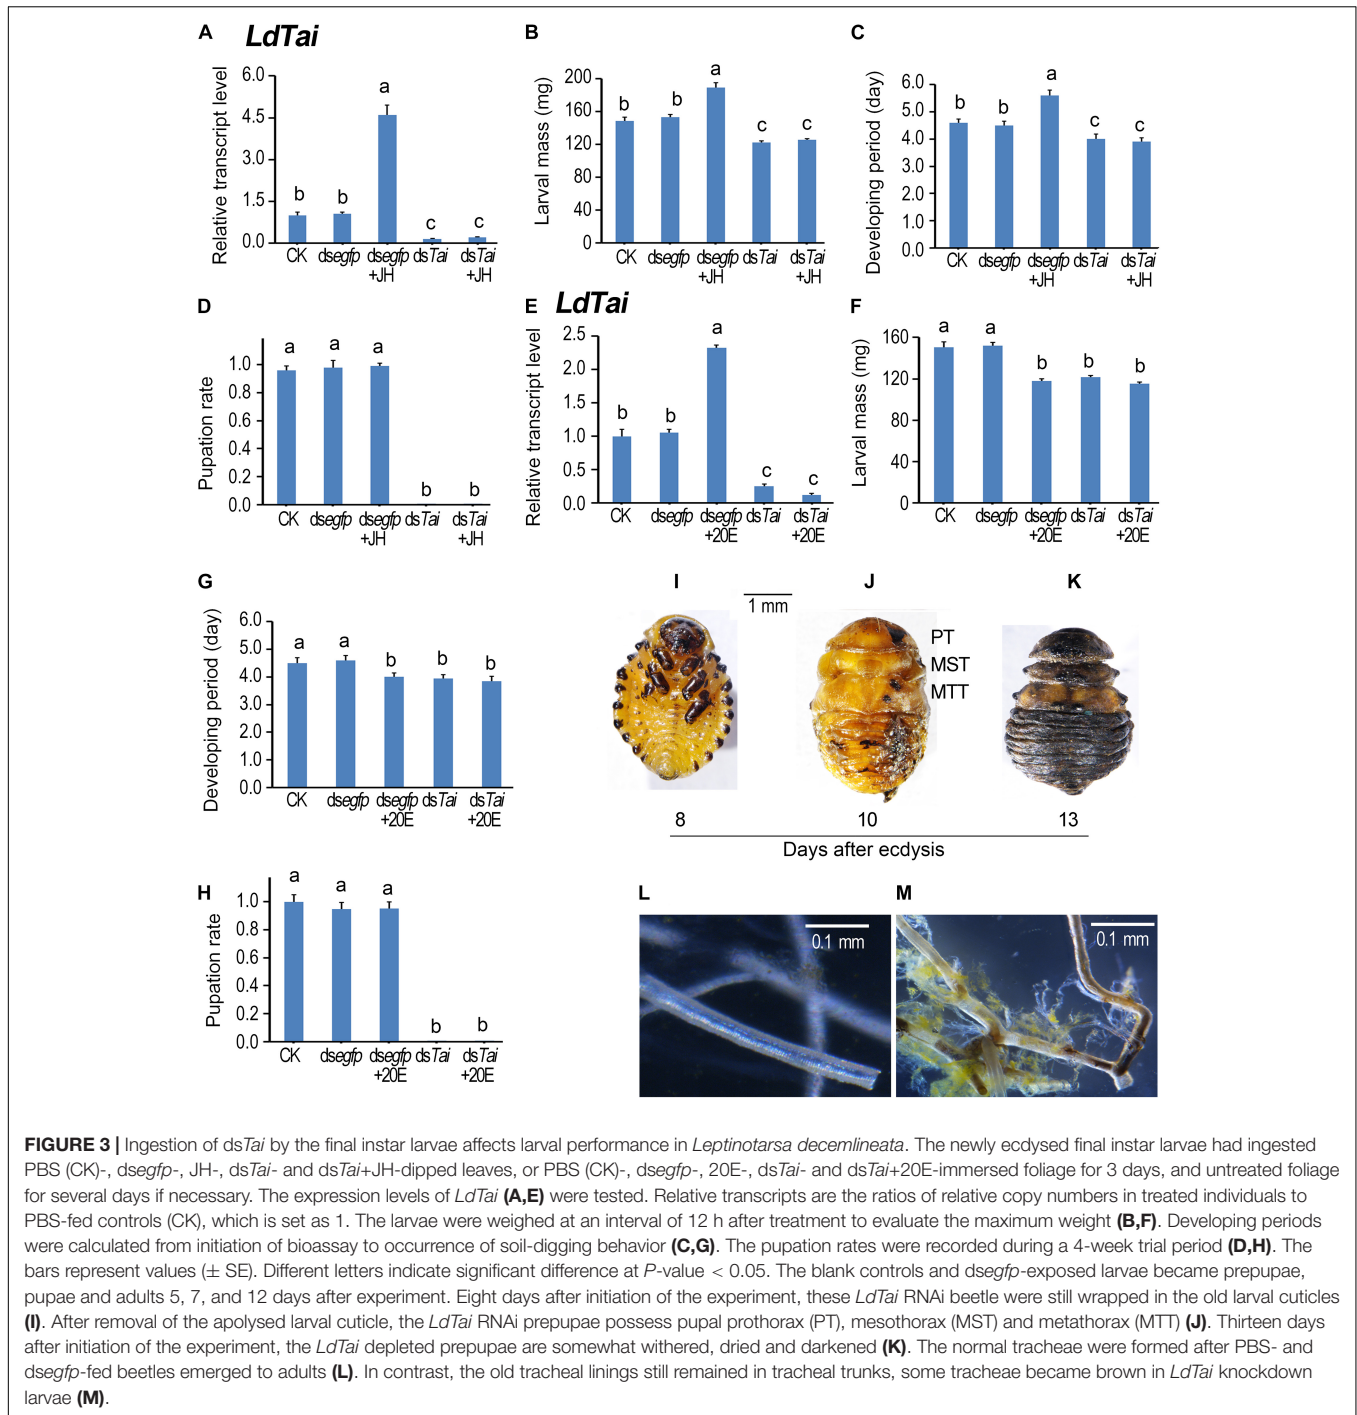 A LdTai
Relative transcript level
6.0
4.5
3.0
1.5
0.0
b b a c c
CK dsegfp dsegfp +JH dsTai dsTai +JH
B
Larval mass (mg)
200
160
120
80
40
0
b b a c c
CK dsegfp dsegfp +JH dsTai dsTai +JH
C
Developing period (day)
6.0
5.0
4.0
3.0
2.0
1.0
0.0
b b a c c
CK dsegfp dsegfp +JH dsTai dsTai +JH
D
Pupation rate
1.0
0.8
0.6
0.4
0.2
0.0
a a a b b
CK dsegfp dsegfp +JH dsTai dsTai +JH
E LdTai
Relative transcript level
2.5
2.0
1.5
1.0
0.5
0.0
b b a c c
CK dsegfp dsegfp +20E dsTai dsTai +20E
F
Larval mass (mg)
160
120
80
40
0
a a b b b
CK dsegfp dsegfp +20E dsTai dsTai +20E
G
Developing period (day)
6.0
5.0
4.0
3.0
2.0
1.0
0.0
a a b b b
CK dsegfp dsegfp +20E dsTai dsTai +20E
I J K
1 mm
PT
MST
MTT
8 10 13
Days after ecdysis
H
Pupation rate
1.0
0.8
0.6
0.4
0.2
0.0
a a a b b
CK dsegfp dsegfp +20E dsTai dsTai +20E
L
0.1 mm
M
0.1 mm
FIGURE 3 | Ingestion of dsTai by the final instar larvae affects larval performance in Leptinotarsa decemlineata. The newly ecdysed final instar larvae had ingested
PBS (CK)-, dsegfp-, JH-, dsTai- and dsTai+JH-dipped leaves, or PBS (CK)-, dsegfp-, 20E-, dsTai- and dsTai+20E-immersed foliage for 3 days, and untreated foliage
for several days if necessary. The expression levels of LdTai (A,E) were tested. Relative transcripts are the ratios of relative copy numbers in treated individuals to
PBS-fed controls (CK), which is set as 1. The larvae were weighed at an interval of 12 h after treatment to evaluate the maximum weight (B,F). Developing periods
were calculated from initiation of bioassay to occurrence of soil-digging behavior (C,G). The pupation rates were recorded during a 4-week trial period (D,H). The
bars represent values (± SE). Different letters indicate significant difference at P-value < 0.05. The blank controls and dsegfp-exposed larvae became prepupae,
pupae and adults 5, 7, and 12 days after experiment. Eight days after initiation of the experiment, these LdTai RNAi beetle were still wrapped in the old larval cuticles
(I). After removal of the apolysed larval cuticle, the LdTai RNAi prepupae possess pupal prothorax (PT), mesothorax (MST) and metathorax (MTT) (J). Thirteen days
after initiation of the experiment, the LdTai depleted prepupae are somewhat withered, dried and darkened (K). The normal tracheae were formed after PBS- and
dsegfp-fed beetles emerged to adults (L). In contrast, the old tracheal linings still remained in tracheal trunks, some tracheae became brown in LdTai knockdown
larvae (M).